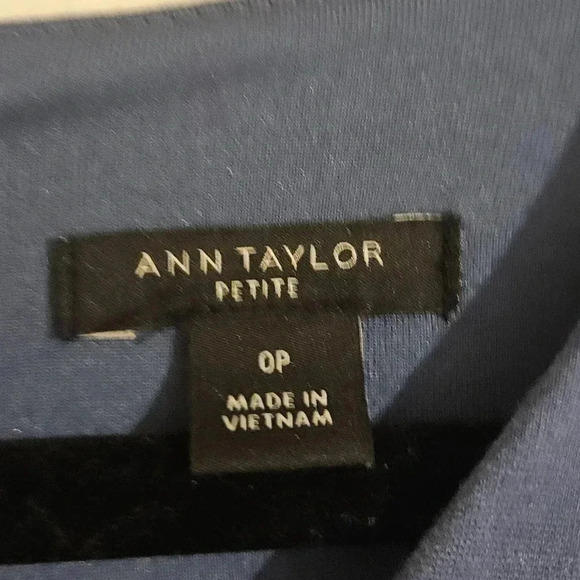 ANN TAYLOR
PETITE
0P
MADE IN
VIETNAM